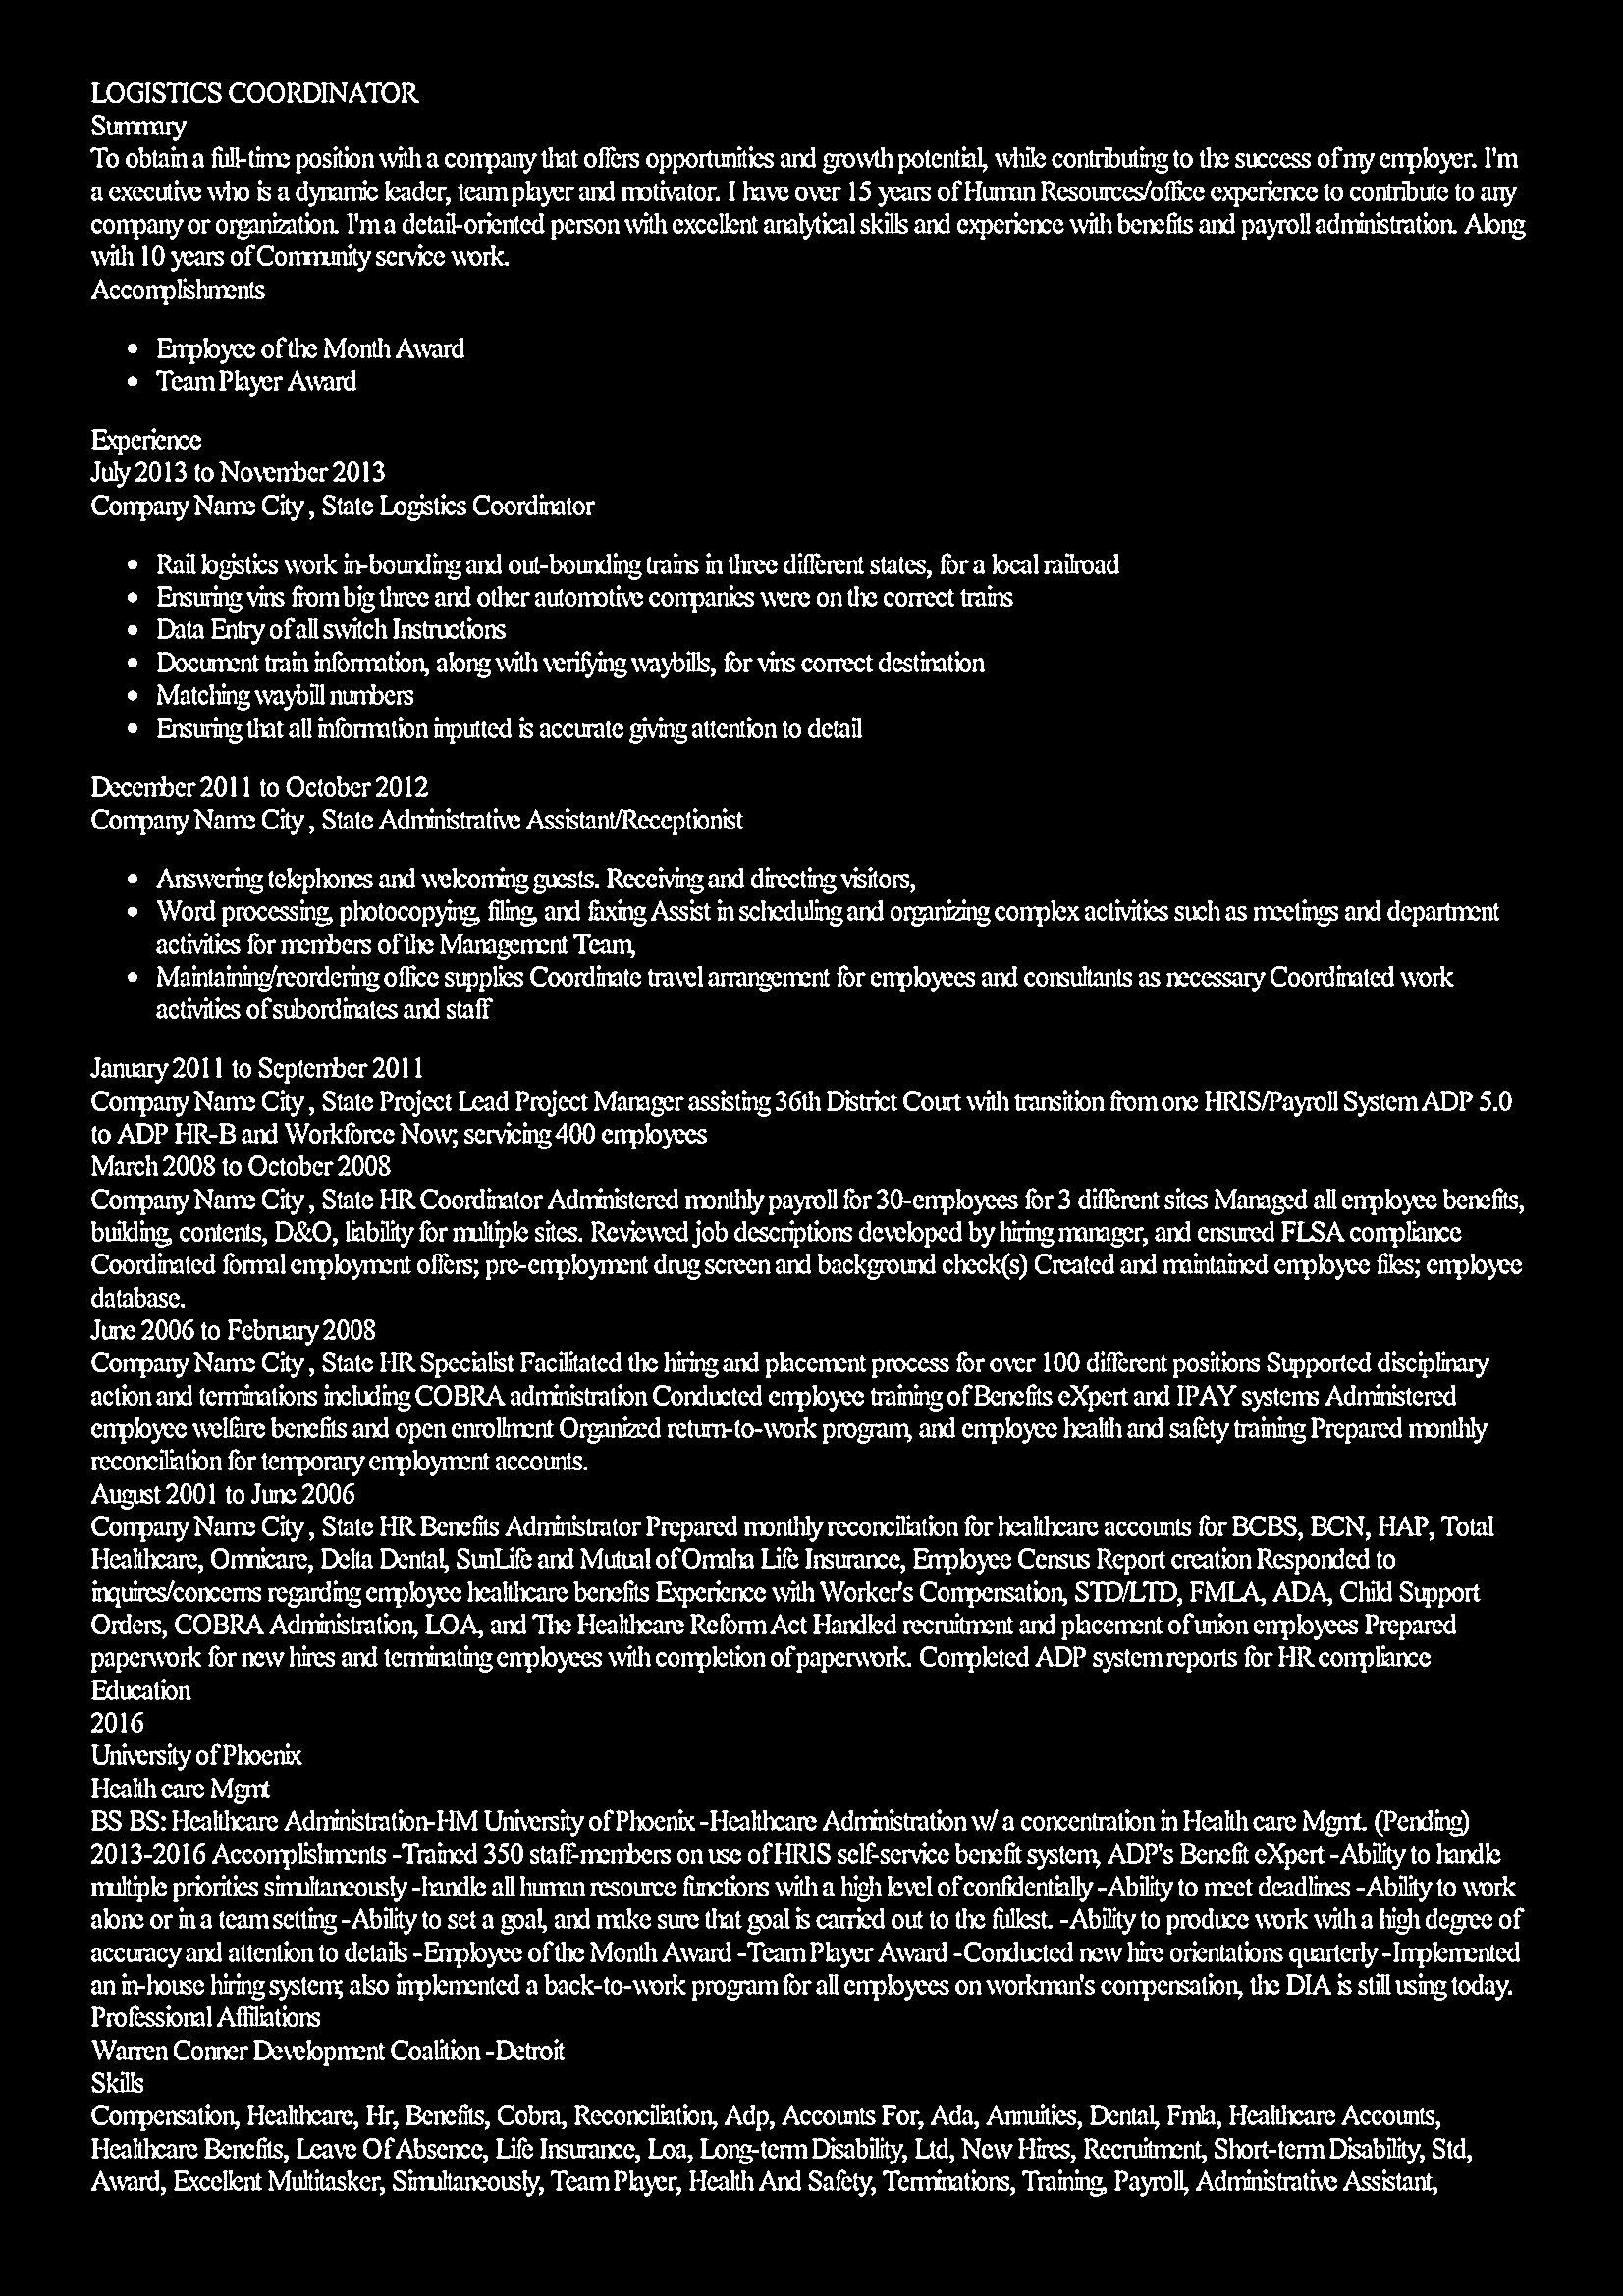 LOGISTICS COORDINATOR
Summary
To obtain a full-time position with a company that offers opportunities and growth potential, while contributing to the success of my employer. I'm
a executive who is a dynamic leader, team player and motivator. I have over 15 years of Human Resources/office experience to contribute to any
company or organization. I'm a detail-oriented person with excellent analytical skills and experience with benefits and payroll administration. Along
with 10 years of Community service work.
Accomplishments
• Employee of the Month Award
• Team Player Award
Experience
July 2013 to November 2013
Company Name City , State Logistics Coordinator
• Rail logistics work in-bounding and out-bounding trains in three different states, for a local railroad
• Ensuring vins from big three and other automotive companies were on the correct trains
• Data Entry of all switch Instructions
• Document train information, along with verifying waybills, for vins correct destination
• Matching waybill numbers
• Ensuring that all information inputted is accurate giving attention to detail
December 2011 to October 2012
Company Name City , State Administrative Assistant/Receptionist
• Answering telephones and welcoming guests. Receiving and directing visitors,
• Word processing, photocopying, filing, and faxing Assist in scheduling and organizing complex activities such as meetings and department
activities for members of the Management Team,
• Maintaining/reordering office supplies Coordinate travel arrangement for employees and consultants as necessary Coordinated work
activities of subordinates and staff
January 2011 to September 2011
Company Name City , State Project Lead Project Manager assisting 36th District Court with transition from one HRIS/Payroll System ADP 5.0
to ADP HR-B and Workforce Now; servicing 400 employees
March 2008 to October 2008
Company Name City , State HR Coordinator Administered monthly payroll for 30-employees for 3 different sites Managed all employee benefits,
building, contents, D&O, liability for multiple sites. Reviewed job descriptions developed by hiring manager, and ensured FLSA compliance
Coordinated formal employment offers; pre-employment drug screen and background check(s) Created and maintained employee files; employee
database.
June 2006 to February 2008
Company Name City , State HR Specialist Facilitated the hiring and placement process for over 100 different positions Supported disciplinary
action and terminations including COBRA administration Conducted employee training of Benefits eXpert and IPAY systems Administered
employee welfare benefits and open enrollment Organized return-to-work program, and employee health and safety training Prepared monthly
reconciliation for temporary employment accounts.
August 2001 to June 2006
Company Name City , State HR Benefits Administrator Prepared monthly reconciliation for healthcare accounts for BCBS, BCN, HAP, Total
Healthcare, Omnicare, Delta Dental, SunLife and Mutual of Omaha Life Insurance, Employee Census Report creation Responded to
inquires/concerns regarding employee healthcare benefits Experience with Worker's Compensation, STD/LTD, FMLA, ADA, Child Support
Orders, COBRA Administration, LOA, and The Healthcare Reform Act Handled recruitment and placement of union employees Prepared
paperwork for new hires and terminating employees with completion of paperwork. Completed ADP system reports for HR compliance
Education
2016
University of Phoenix
Health care Mgmt
BS BS: Healthcare Administration-HM University of Phoenix -Healthcare Administration w/ a concentration in Health care Mgmt. (Pending)
2013-2016 Accomplishments -Trained 350 staff-members on use of HRIS self-service benefit system, ADP's Benefit eXpert -Ability to handle
multiple priorities simultaneously -handle all human resource functions with a high level of confidentially -Ability to meet deadlines -Ability to work
alone or in a team setting -Ability to set a goal, and make sure that goal is carried out to the fullest. -Ability to produce work with a high degree of
accuracy and attention to details -Employee of the Month Award -Team Player Award -Conducted new hire orientations quarterly -Implemented
an in-house hiring system; also implemented a back-to-work program for all employees on workman's compensation, the DIA is still using today.
Professional Affiliations
Warren Conner Development Coalition -Detroit
Skills
Compensation, Healthcare, Hr, Benefits, Cobra, Reconciliation, Adp, Accounts For, Ada, Annuities, Dental, Fmla, Healthcare Accounts,
Healthcare Benefits, Leave Of Absence, Life Insurance, Loa, Long-term Disability, Ltd, New Hires, Recruitment, Short-term Disability, Std,
Award, Excellent Multitasker, Simultaneously, Team Player, Health And Safety, Terminations, Training, Payroll, Administrative Assistant,